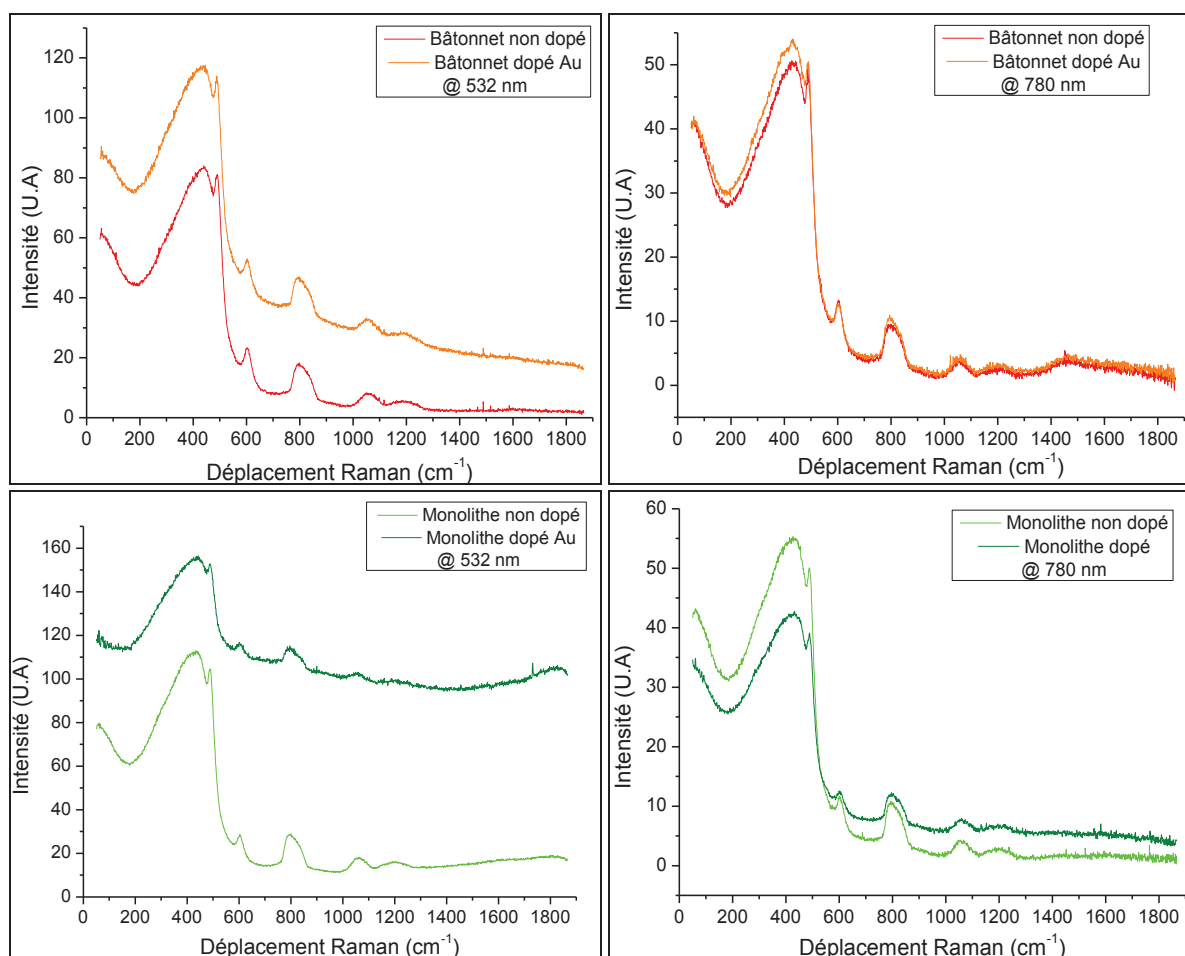 Bâtonnet non dopé
Bâtonnet dopé Au
@ 532 nm
Intensité (U.A)
120
100
80
60
40
20
0
0 200 400 600 800 1000 1200 1400 1600 1800
Déplacement Raman (cm⁻¹)
Bâtonnet non dopé
Bâtonnet dopé Au
@ 780 nm
Intensité (U.A)
50
40
30
20
10
0
0 200 400 600 800 1000 1200 1400 1600 1800
Déplacement Raman (cm⁻¹)
Monolithe non dopé
Monolithe dopé Au
@ 532 nm
Intensité (U.A)
160
140
120
100
80
60
40
20
0
0 200 400 600 800 1000 1200 1400 1600 1800
Déplacement Raman (cm⁻¹)
Monolithe non dopé
Monolithe dopé
@ 780 nm
Intensité (U.A)
60
50
40
30
20
10
0
0 200 400 600 800 1000 1200 1400 1600 1800
Déplacement Raman (cm⁻¹)